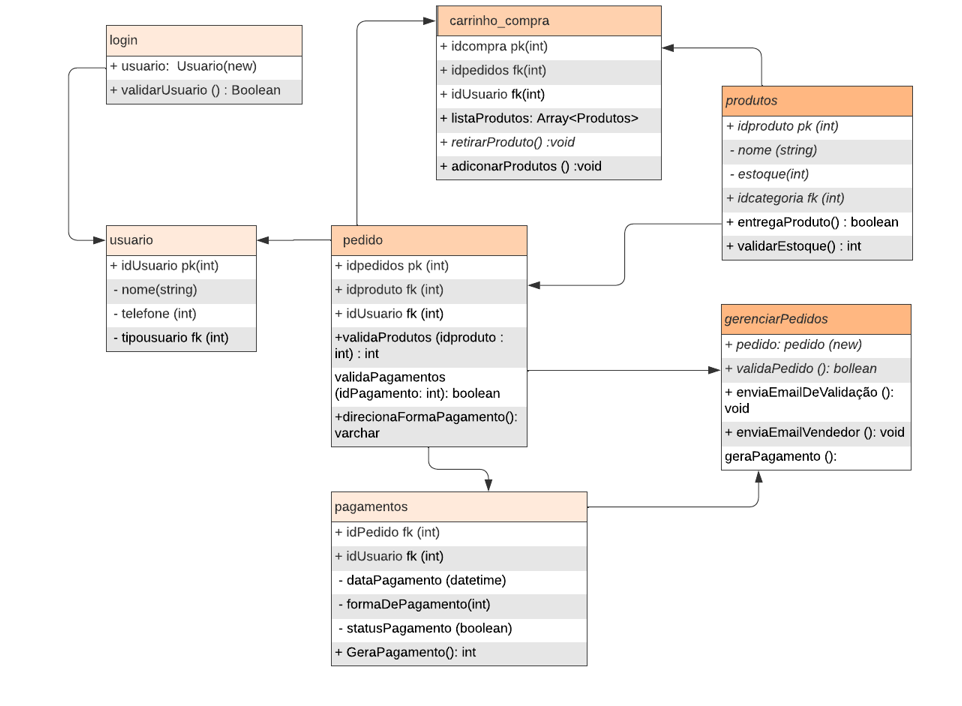 login
+ usuario: Usuario(new)
+ validarUsuario () : Boolean
carrinho_compra
+ idcompra pk(int)
+ idpedidos fk(int)
+ idUsuario fk(int)
+ listaProdutos: Array<Produtos>
+ retirarProduto() :void
+ adiconarProdutos () :void
produtos
+ idproduto pk (int)
- nome (string)
- estoque(int)
+ idcategoria fk (int)
+ entregaProduto() : boolean
+ validarEstoque() : int
usuario
+ idUsuario pk(int)
- nome(string)
- telefone (int)
- tipousuario fk (int)
pedido
+ idpedidos pk (int)
+ idproduto fk (int)
+ idUsuario fk (int)
+validaProdutos (idproduto :
int) : int
validaPagamentos
(idPagamento: int): boolean
+direcionaFormaPagamento():
varchar
gerenciarPedidos
+ pedido: pedido (new)
+ validaPedido (): bollean
+ enviaEmailDeValidação ():
void
+ enviaEmailVendedor (): void
geraPagamento ():
pagamentos
+ idPedido fk (int)
+ idUsuario fk (int)
- dataPagamento (datetime)
- formaDePagamento(int)
- statusPagamento (boolean)
+ GeraPagamento(): int